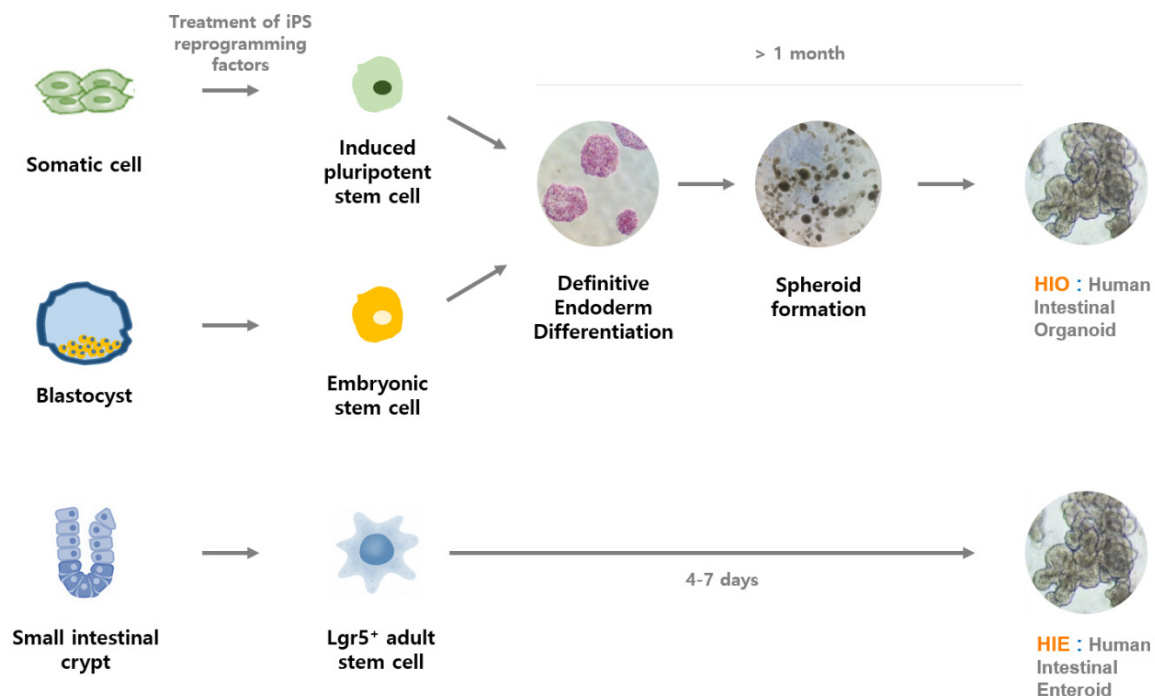 Treatment of iPS
reprogramming
factors
> 1 month
Somatic cell
Induced
pluripotent
stem cell
Definitive
Endoderm
Differentiation
Spheroid
formation
HIO : Human
Intestinal
Organoid
Blastocyst
Embryonic
stem cell
4-7 days
Small intestinal
crypt
Lgr5⁺ adult
stem cell
HIE : Human
Intestinal
Enteroid